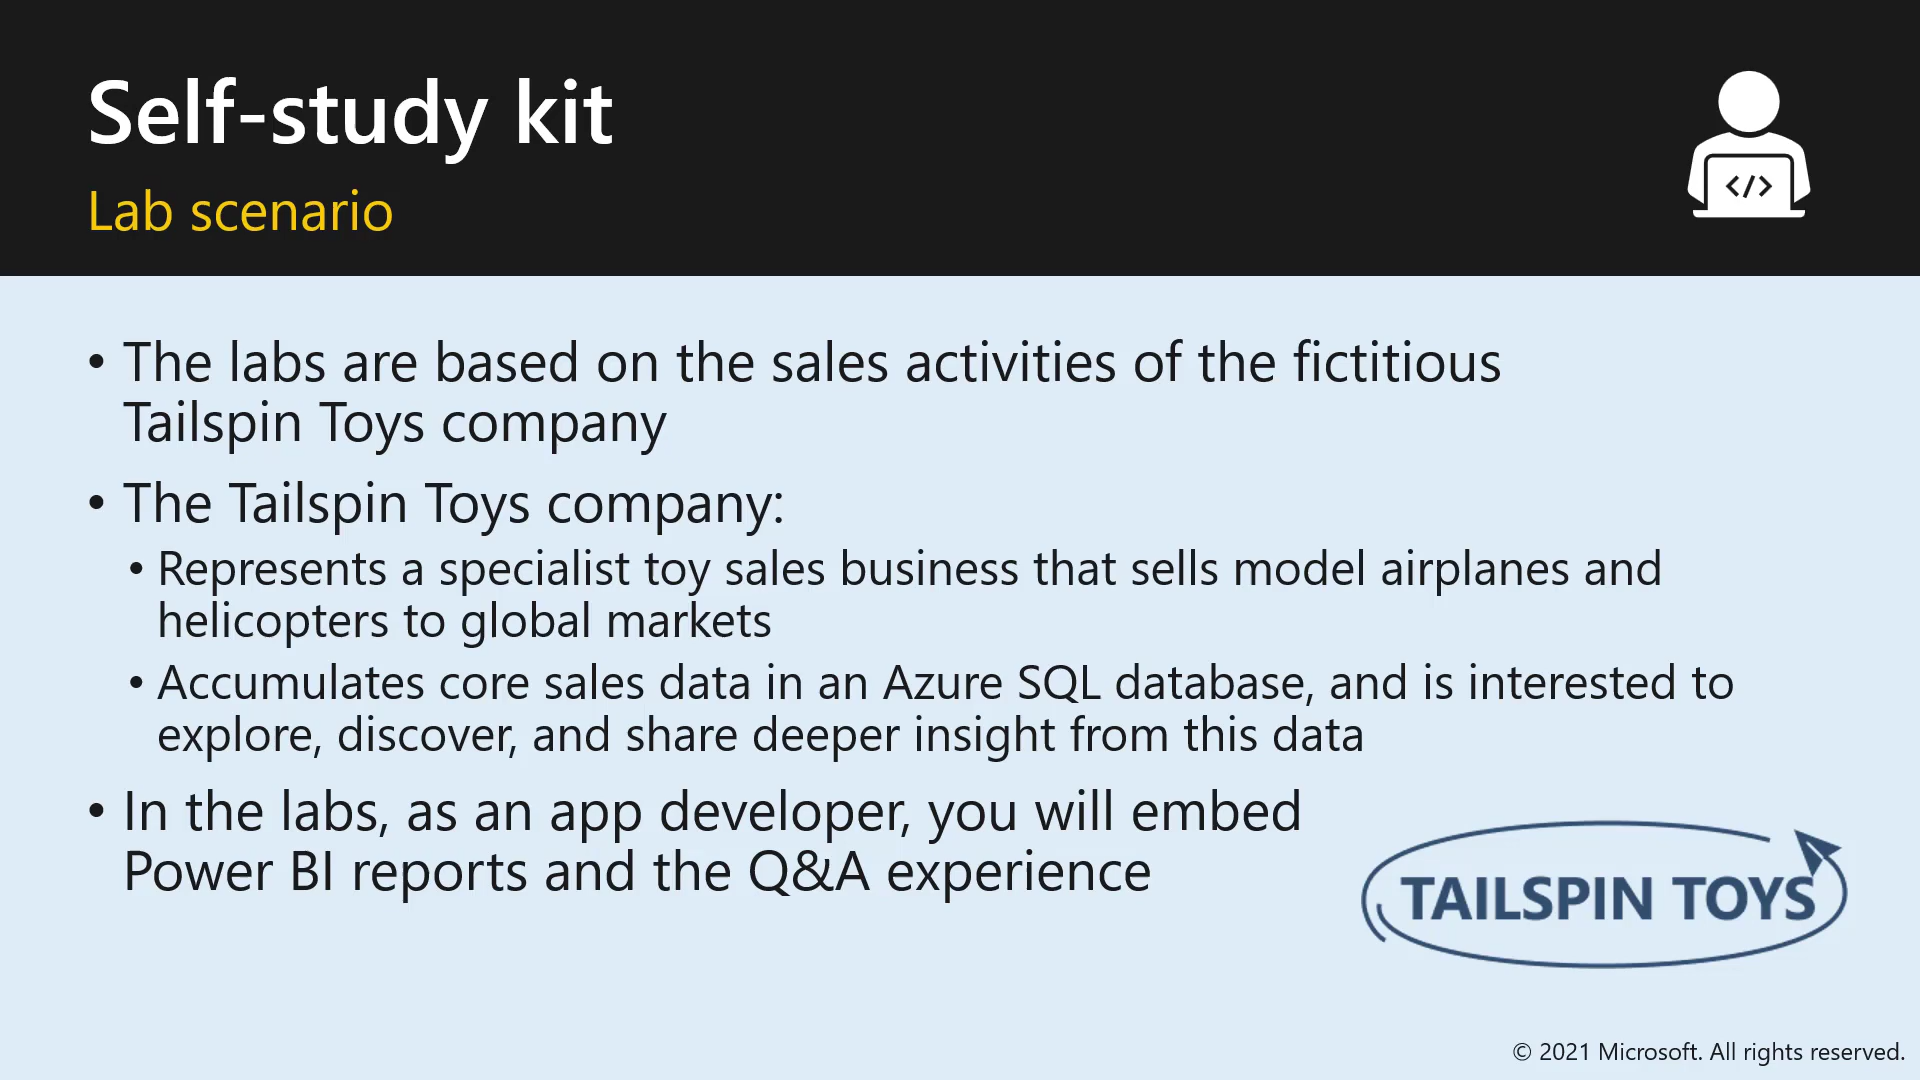 Self-study kit
Lab scenario
</>
• The labs are based on the sales activities of the fictitious
Tailspin Toys company
• The Tailspin Toys company:
• Represents a specialist toy sales business that sells model airplanes and
helicopters to global markets
• Accumulates core sales data in an Azure SQL database, and is interested to
explore, discover, and share deeper insight from this data
• In the labs, as an app developer, you will embed
Power BI reports and the Q&A experience
TAILSPIN TOYS
© 2021 Microsoft. All rights reserved.